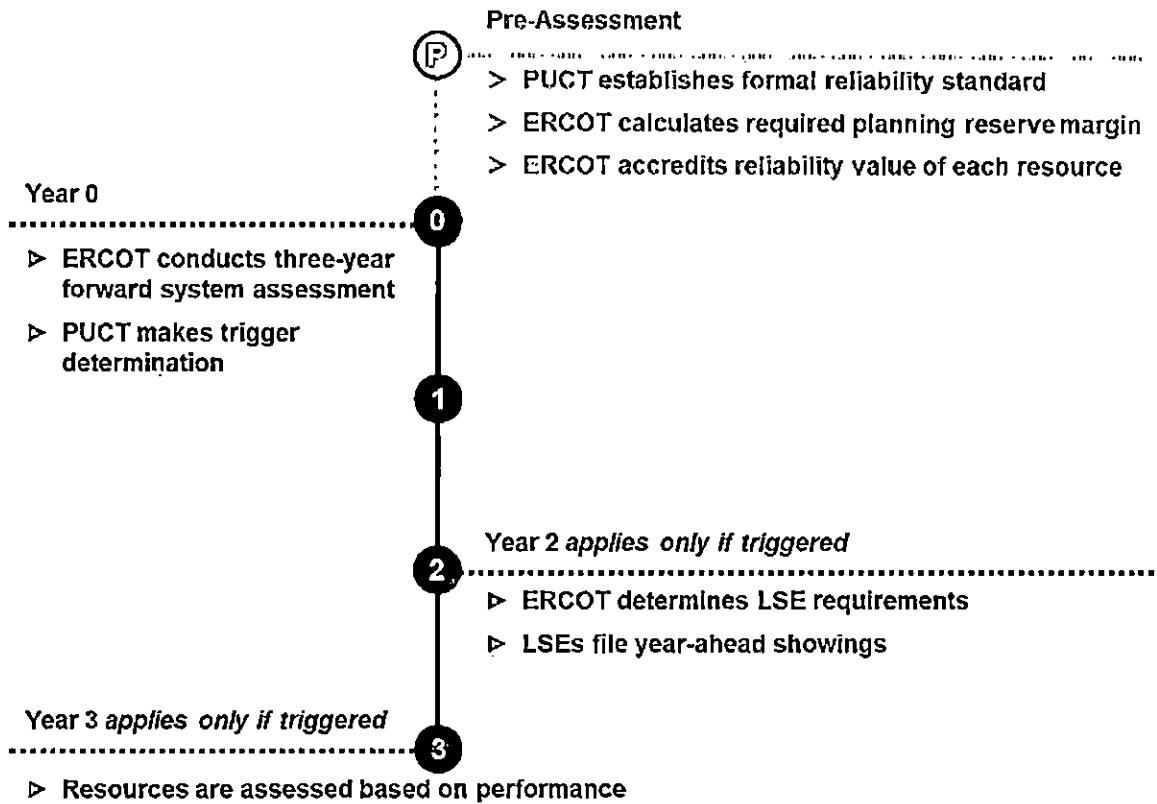 Pre-Assessment
P
> PUCT establishes formal reliability standard
> ERCOT calculates required planning reserve margin
> ERCOT accredits reliability value of each resource
Year 0
0
▷ ERCOT conducts three-year
forward system assessment
▷ PUCT makes trigger
determination
1
Year 2 applies only if triggered
2
▷ ERCOT determines LSE requirements
▷ LSEs file year-ahead showings
Year 3 applies only if triggered
3
▷ Resources are assessed based on performance